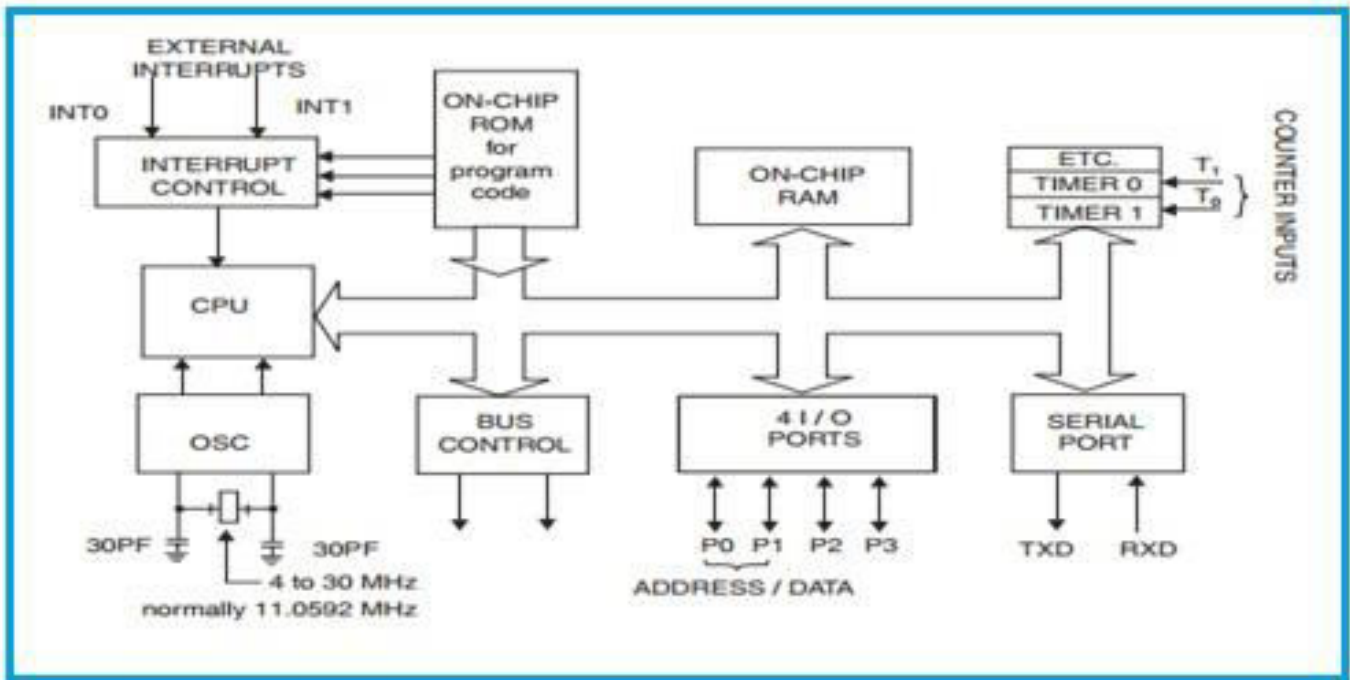 EXTERNAL
INTERRUPTS
INT0
INT1
INTERRUPT
CONTROL
ON-CHIP
ROM
for
program
code
ON-CHIP
RAM
ETC.
TIMER 0
TIMER 1
T1
T0
COUNTER INPUTS
CPU
OSC
BUS
CONTROL
4 I / O
PORTS
SERIAL
PORT
30PF
30PF
4 to 30 MHz
normally 11.0592 MHz
P0 P1 P2 P3
ADDRESS / DATA
TXD RXD